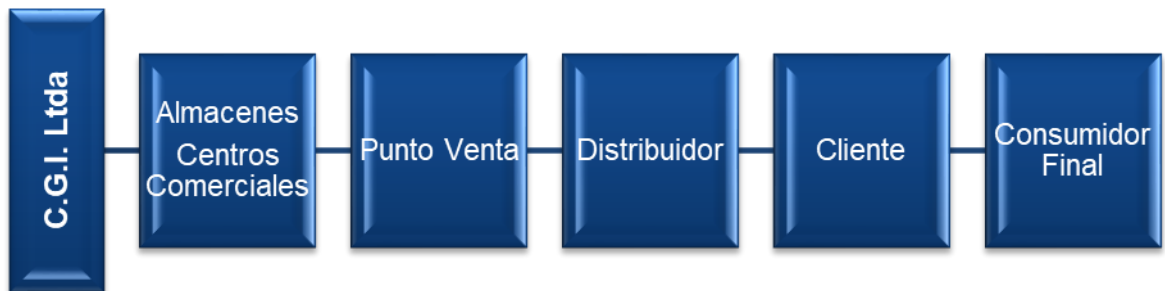 C.G.I. Ltda
Almacenes
Centros
Comerciales
Punto Venta
Distribuidor
Cliente
Consumidor
Final